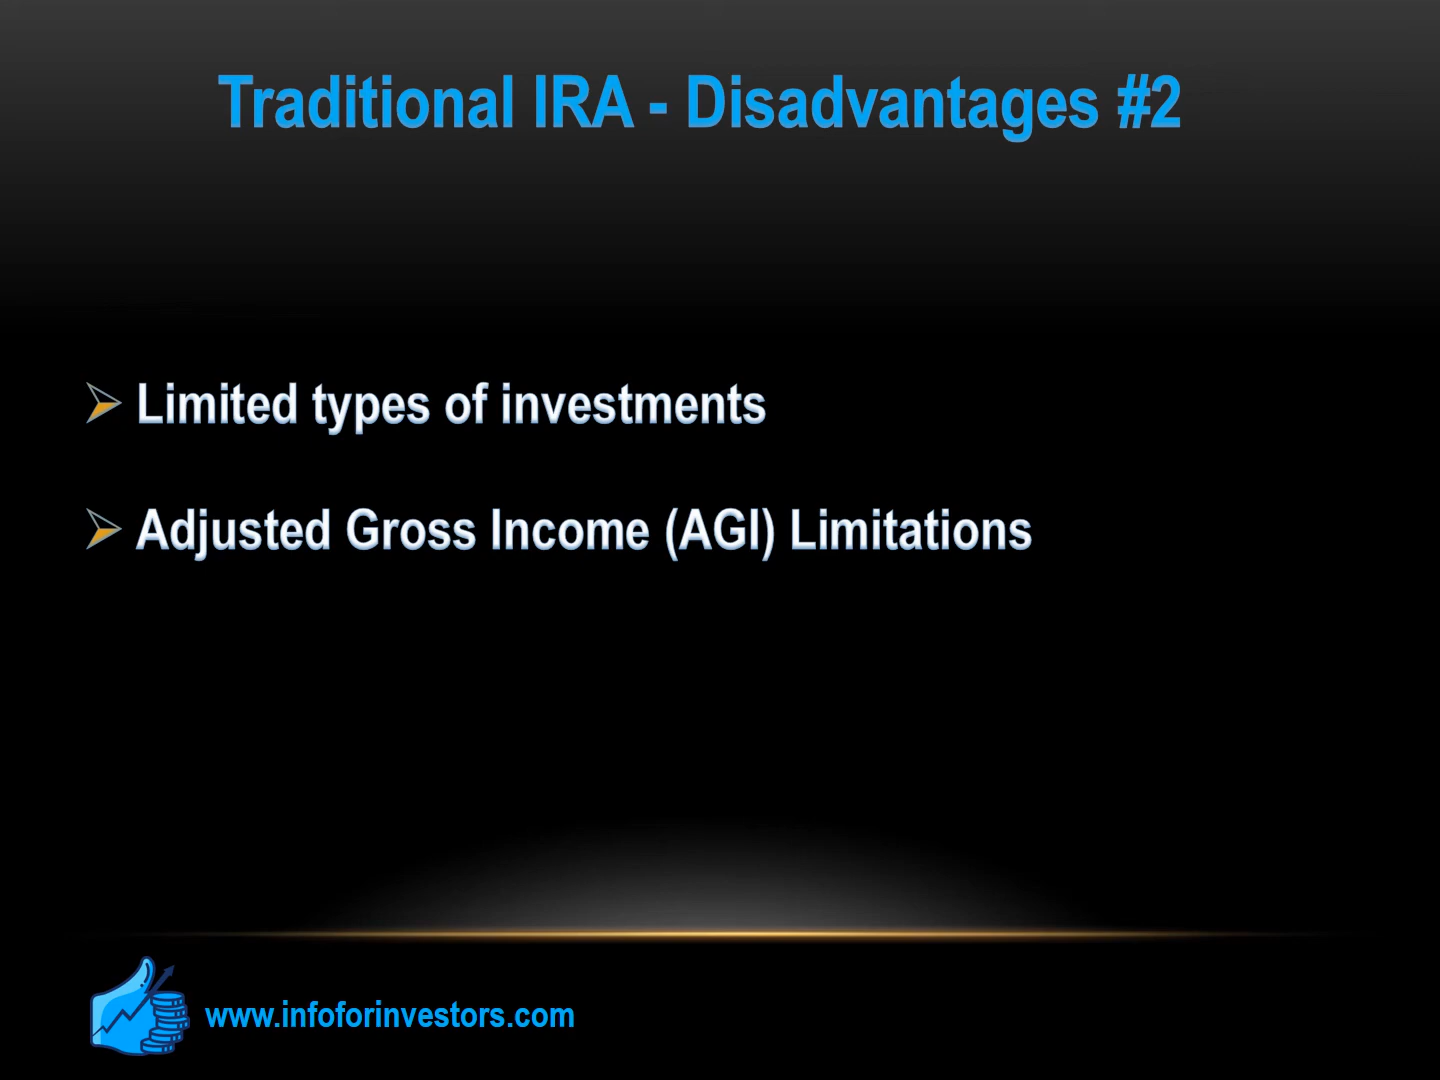 Traditional IRA - Disadvantages #2
Limited types of investments
Adjusted Gross Income (AGI) Limitations
www.infoforinvestors.com